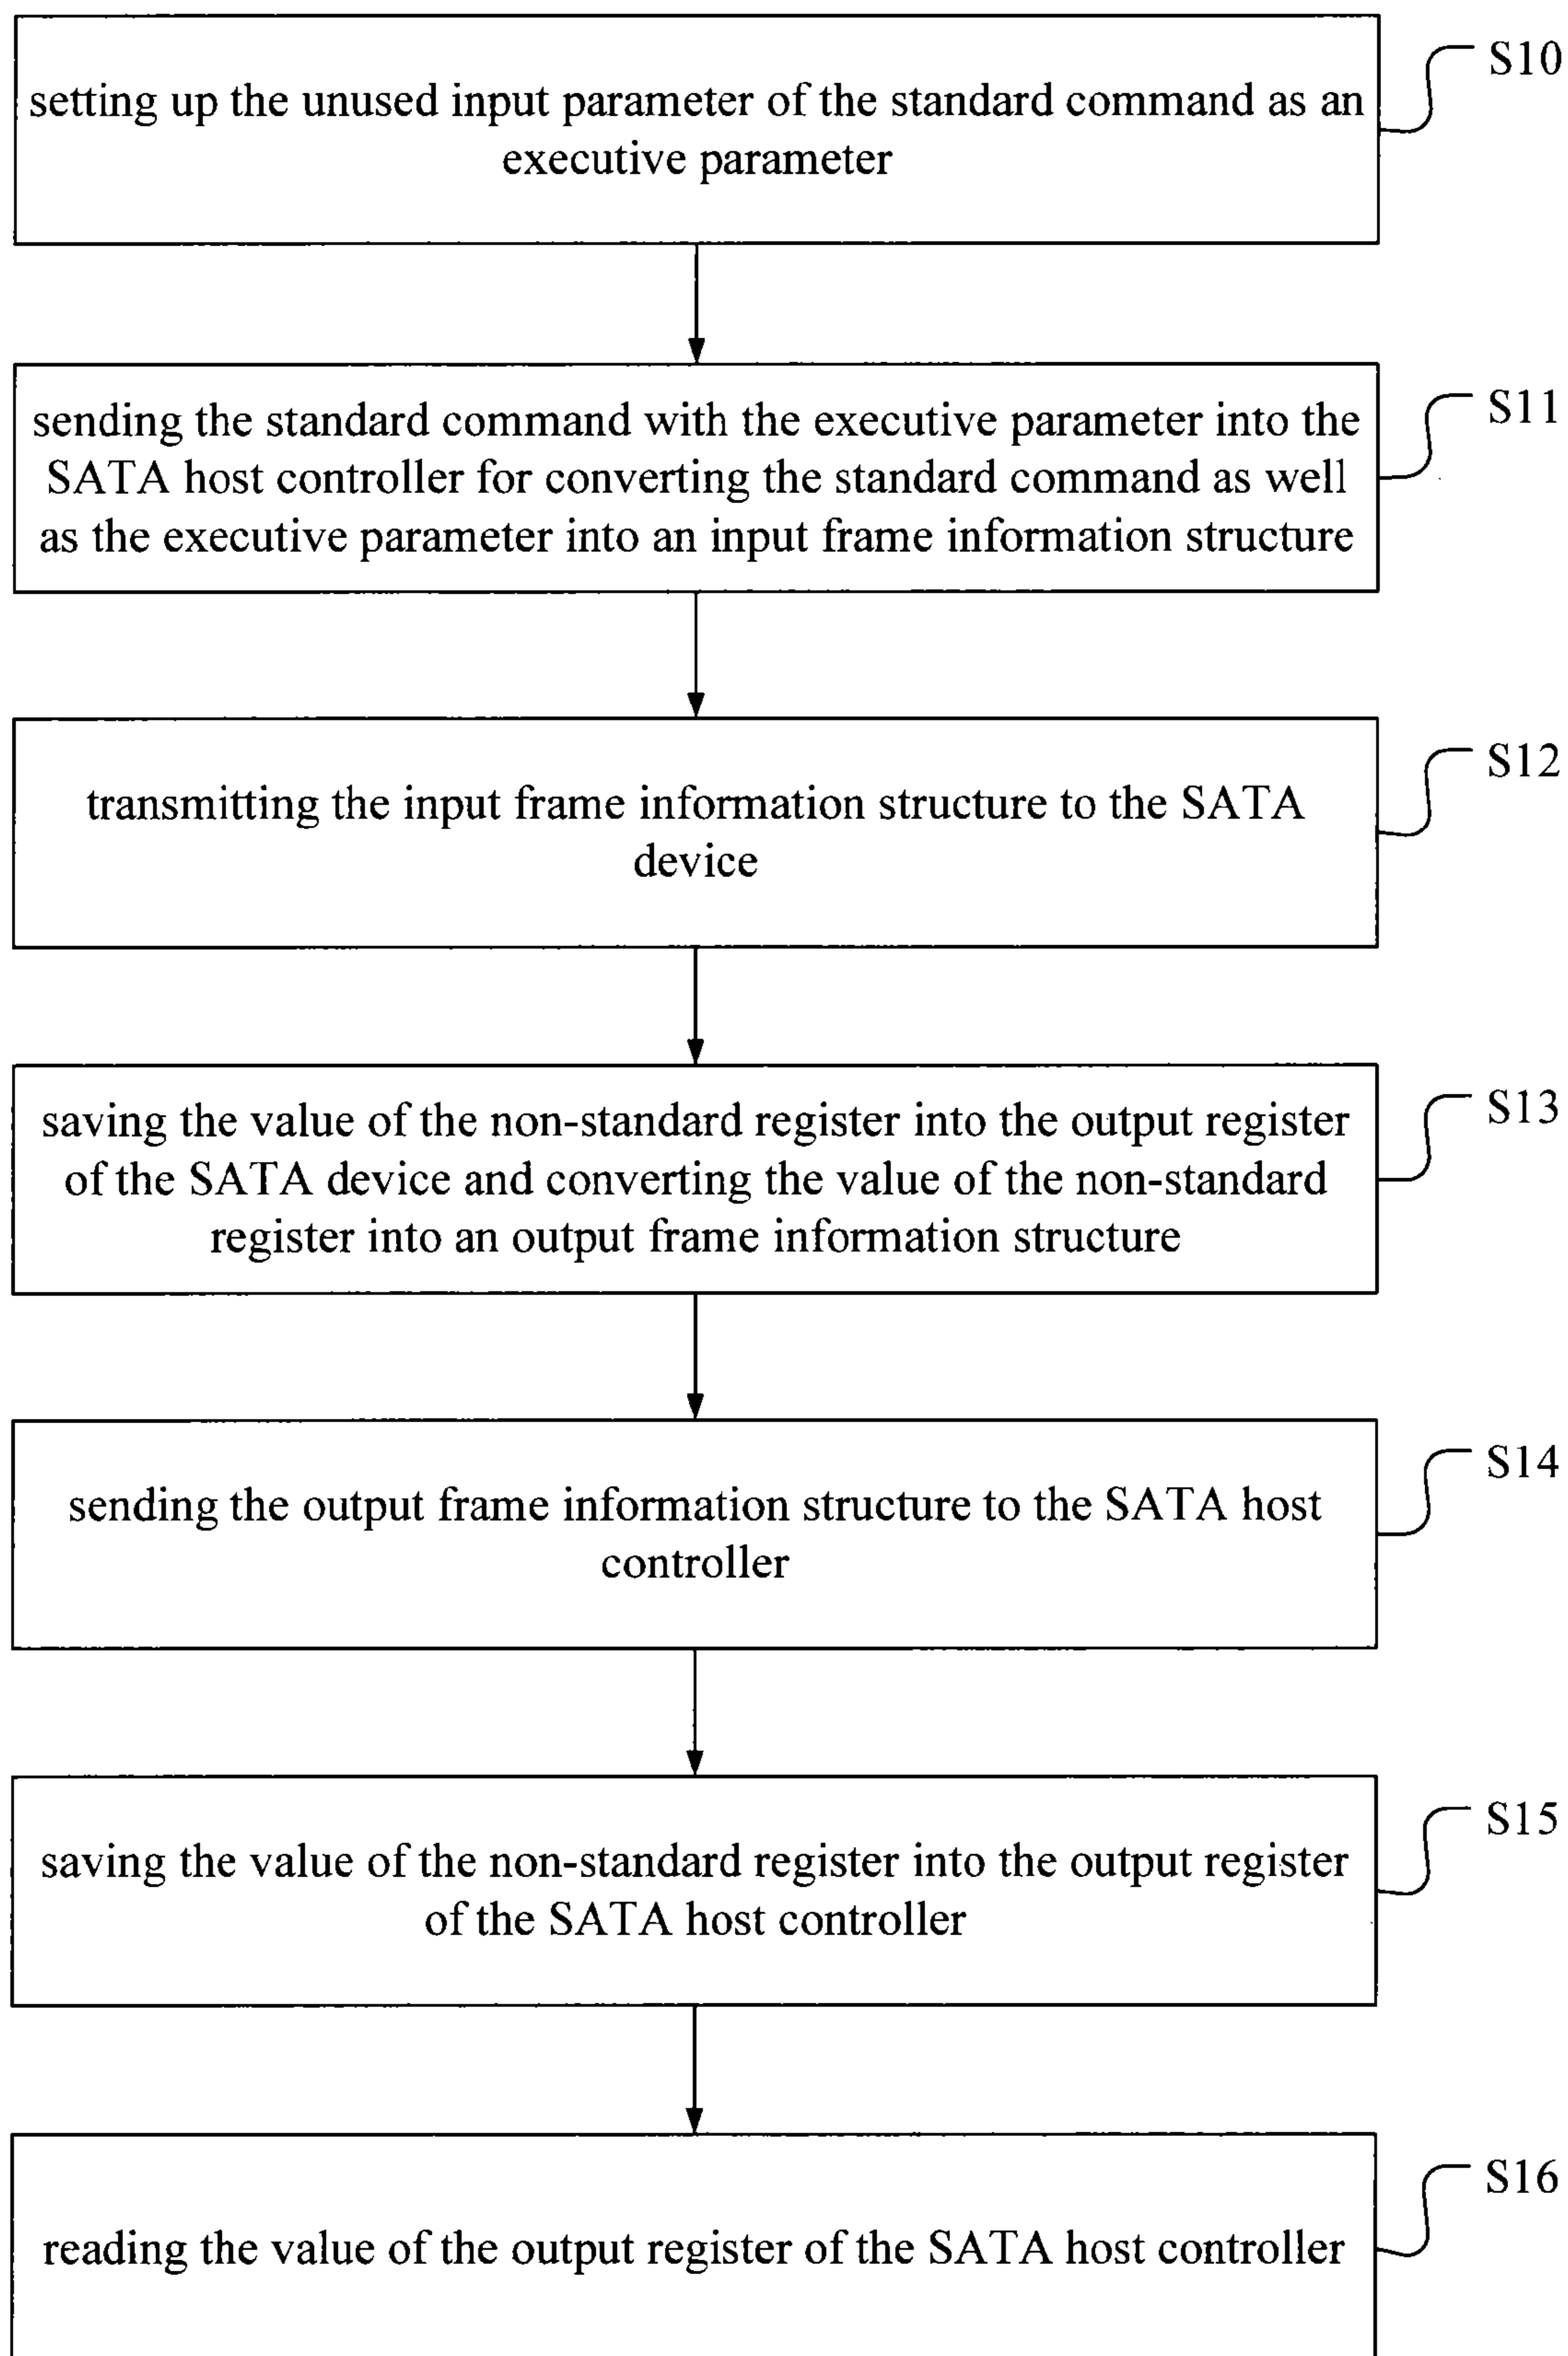 S10
setting up the unused input parameter of the standard command as an
executive parameter
S11
sending the standard command with the executive parameter into the
SATA host controller for converting the standard command as well
as the executive parameter into an input frame information structure
S12
transmitting the input frame information structure to the SATA
device
S13
saving the value of the non-standard register into the output register
of the SATA device and converting the value of the non-standard
register into an output frame information structure
S14
sending the output frame information structure to the SATA host
controller
S15
saving the value of the non-standard register into the output register
of the SATA host controller
S16
reading the value of the output register of the SATA host controller